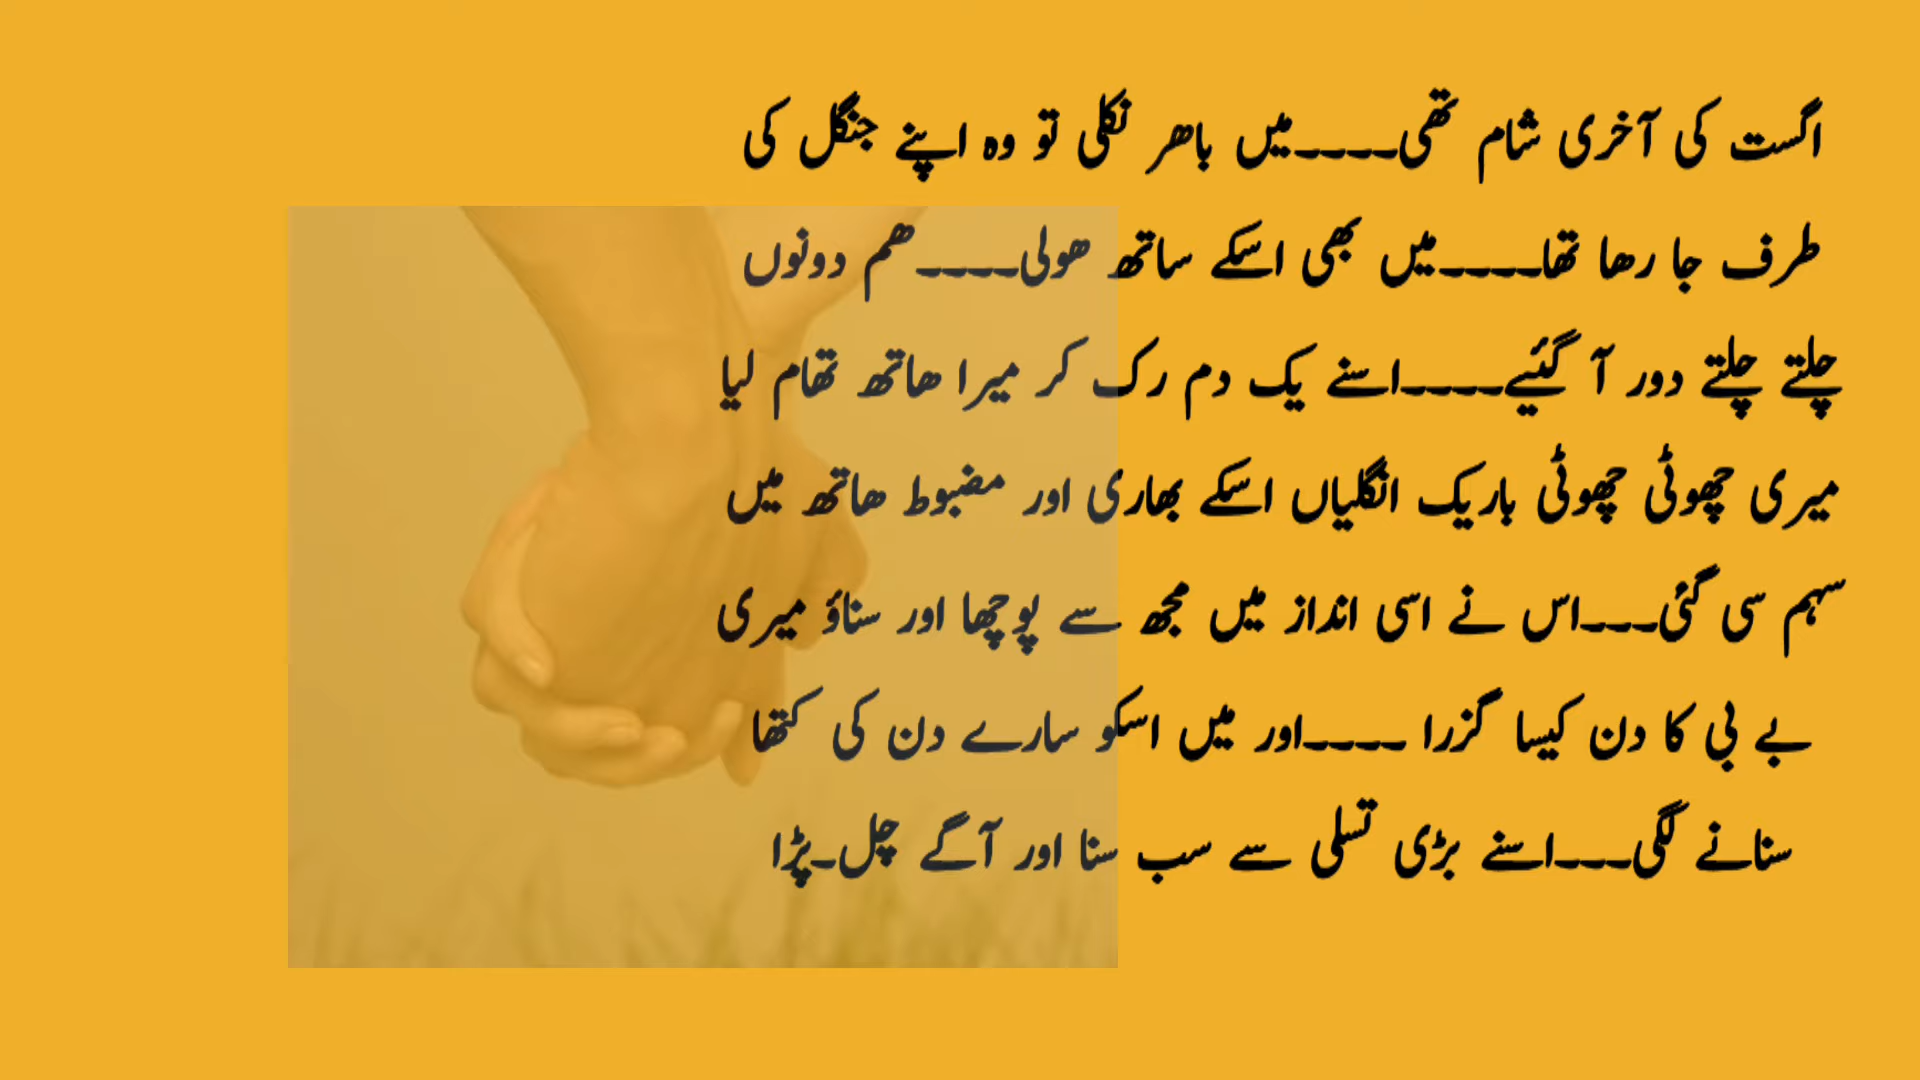 اگست کی آخری شام تھی۔۔۔۔میں باھر نکلی تو وہ اپنے جنگل کی
طرف جا رھا تھا۔۔۔۔میں بھی اسکے ساتھ ھولی۔۔۔۔ھم دونوں
چلتے چلتے دور آ گئیے۔۔۔۔اسنے یک دم رک کر میرا ھاتھ تھام لیا
میری چھوٹی چھوٹی باریک انگلیاں اسکے بھاری اور مضبوط ھاتھ میں
سہم سی گئی۔۔۔اس نے اسی انداز میں مجھ سے پوچھا اور سناؤ میری
بے بی کا دن کیسا گزرا ۔۔۔۔اور میں اسکو سارے دن کی کتھا
سنانے لگی۔۔۔اسنے بڑی تسلی سے سب سنا اور آگے چل۔پڑا